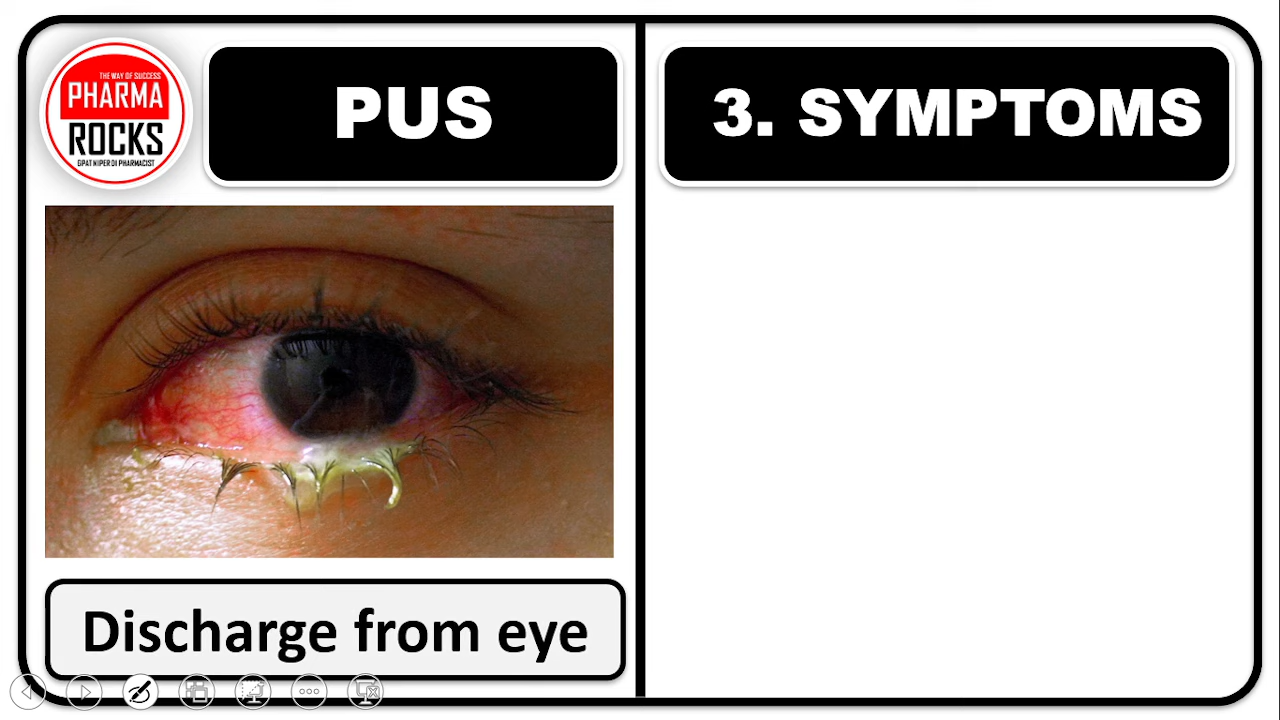 THE WAY OF SUCCESS
PHARMA
ROCKS
GPAT NIPER DI PHARMACIST
PUS
3. SYMPTOMS
Discharge from eye